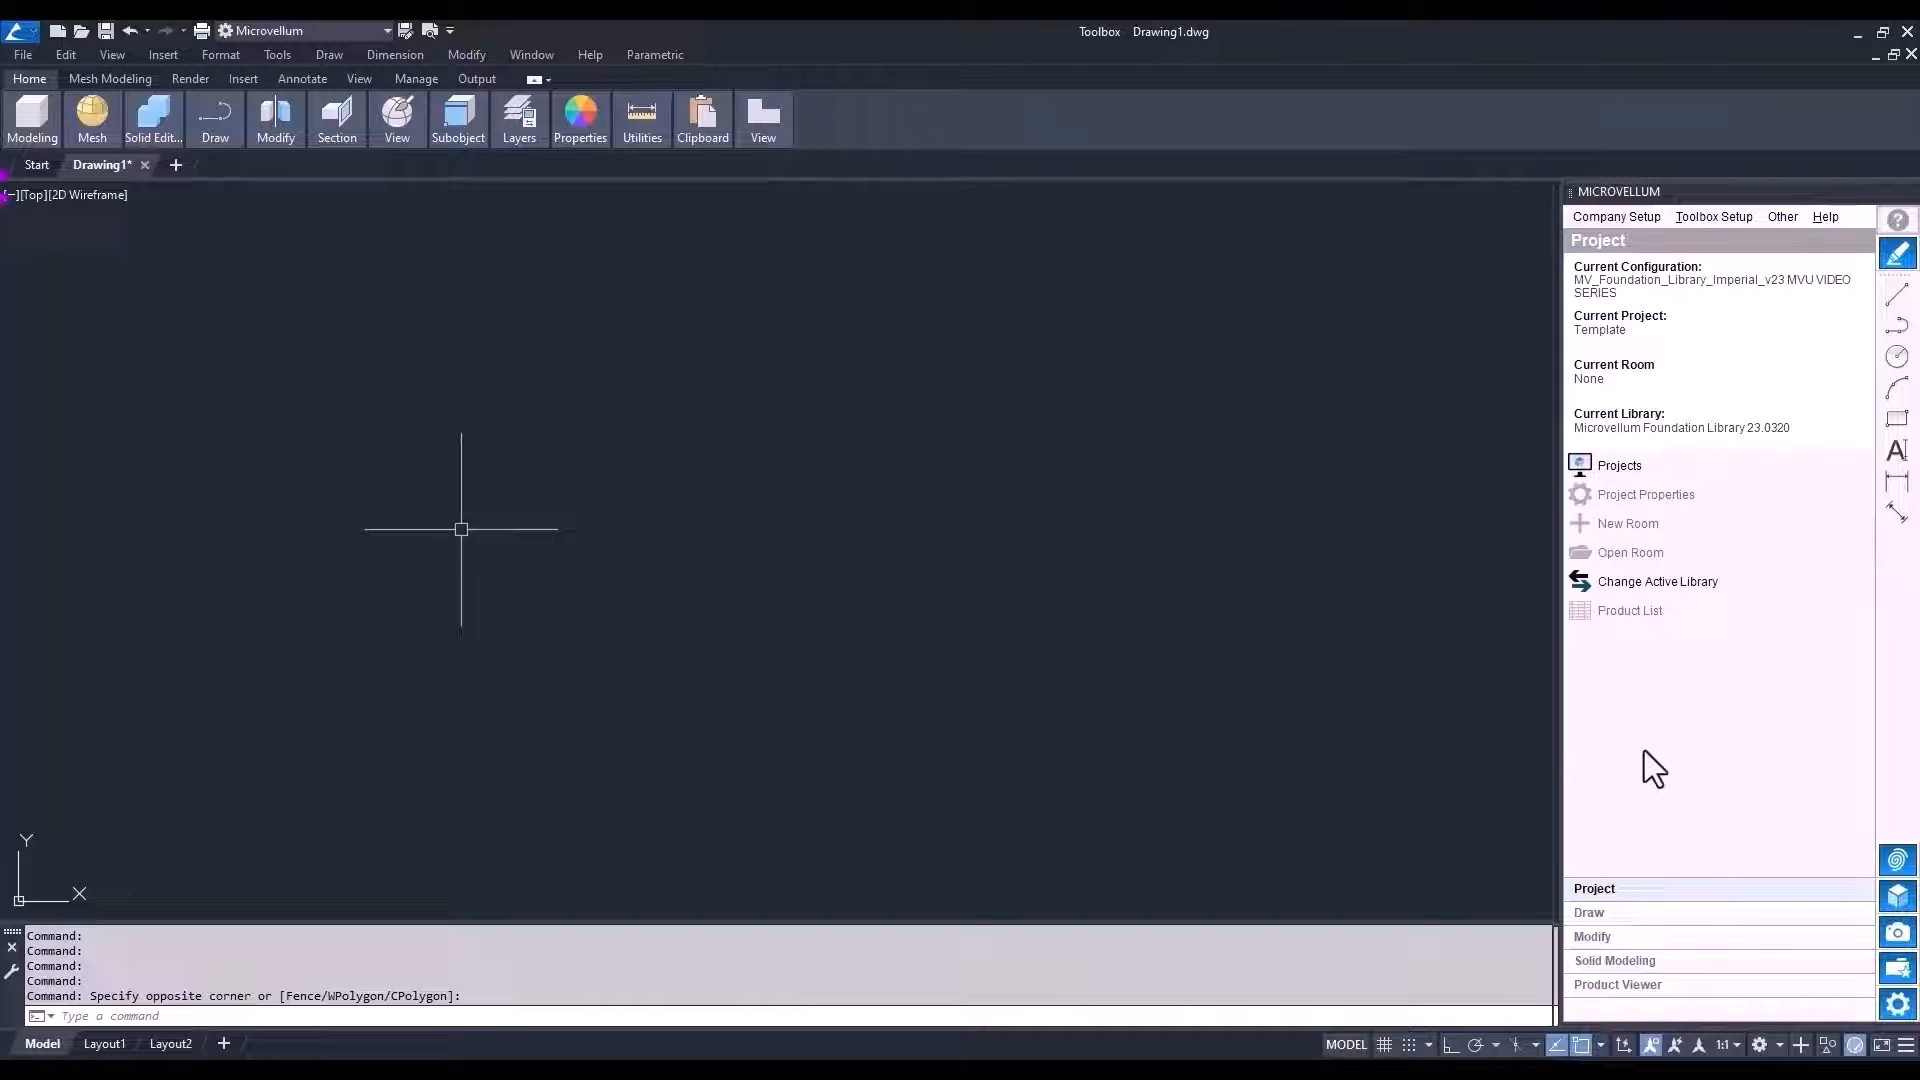 Microvellum
Toolbox Drawing1.dwg
File Edit View Insert Format Tools Draw Dimension Modify Window Help Parametric
Home Mesh Modeling Render Insert Annotate View Manage Output
Modeling Mesh Solid Edit... Draw Modify Section View Subobject Layers Properties Utilities Clipboard View
Start Drawing1*
[−][Top][2D Wireframe]
MICROVELLUM
Company Setup Toolbox Setup Other Help
Project
Current Configuration:
MV_Foundation_Library_Imperial_v23 MVU VIDEO
SERIES
Current Project:
Template
Current Room
None
Current Library:
Microvellum Foundation Library 23.0320
Projects
Project Properties
New Room
Open Room
Change Active Library
Product List
Y
X
Project
Draw
Modify
Solid Modeling
Product Viewer
Command:
Command:
Command:
Command:
Command: Specify opposite corner or [Fence/WPolygon/CPolygon]:
Type a command
Model Layout1 Layout2
MODEL 1:1